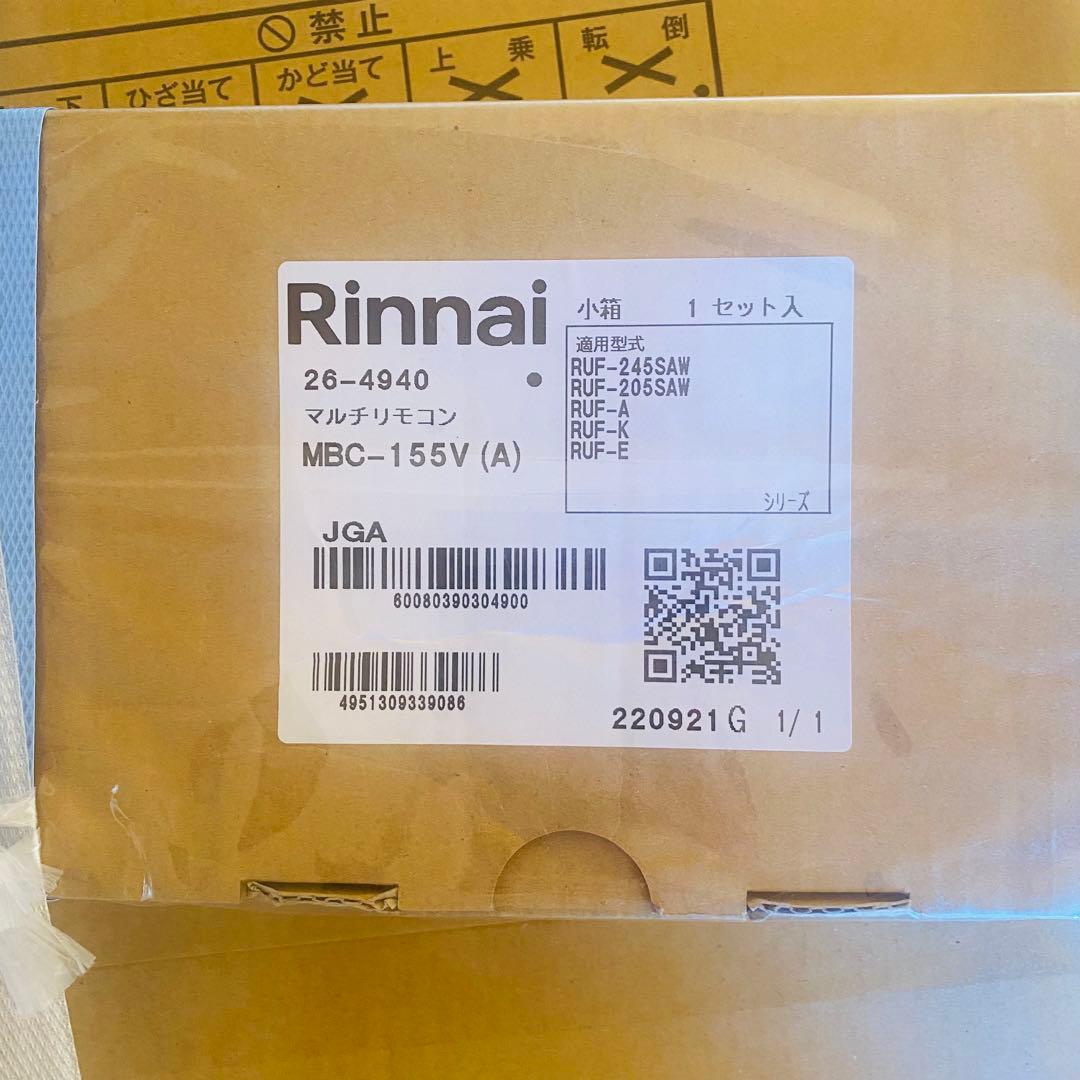 禁止
下 ひざ当て かど当て 上乗 転倒
Rinnai
26-4940
マルチリモコン
MBC-155V (A)
小箱 1 セット入
適用型式
RUF-245SAW
RUF-205SAW
RUF-A
RUF-K
RUF-E
シリーズ
JGA
60080390304900
4951309339086
220921G 1/1